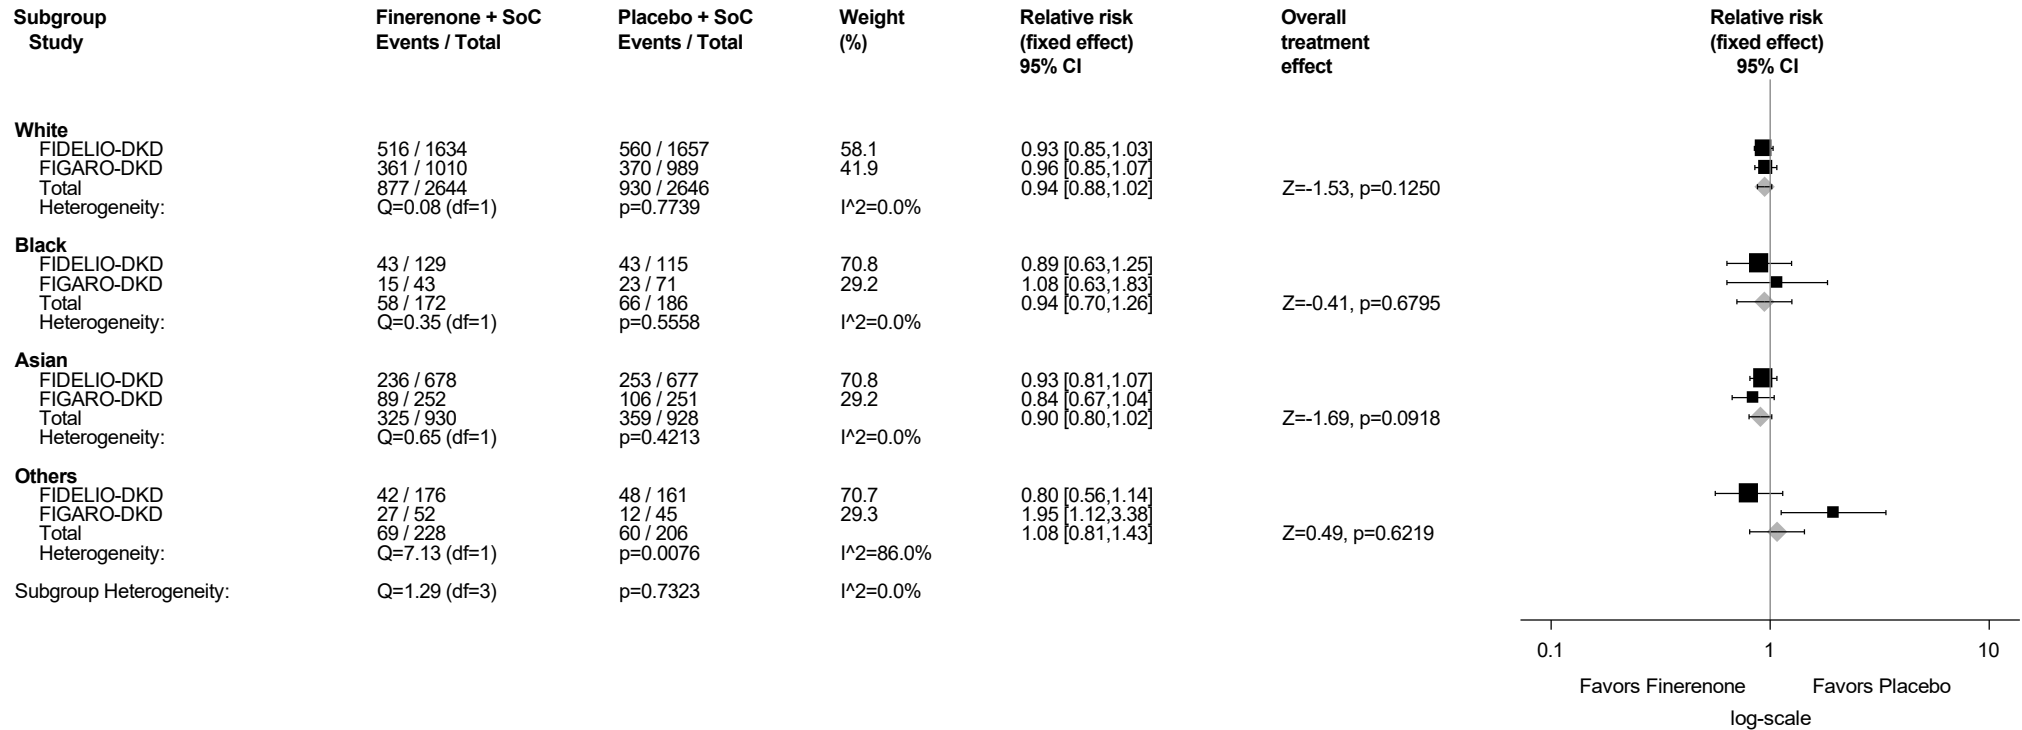 Subgroup Finerenone + SoC Placebo + SoC Weight Relative risk Overall Relative risk
Study Events / Total Events / Total (%) (fixed effect) treatment (fixed effect)
95% CI effect 95% CI
White
FIDELIO-DKD 516 / 1634 560 / 1657 58.1 0.93 [0.85,1.03]
FIGARO-DKD 361 / 1010 370 / 989 41.9 0.96 [0.85,1.07]
Total 877 / 2644 930 / 2646 0.94 [0.88,1.02] Z=-1.53, p=0.1250
Heterogeneity: Q=0.08 (df=1) p=0.7739 I^2=0.0%
Black
FIDELIO-DKD 43 / 129 43 / 115 70.8 0.89 [0.63,1.25]
FIGARO-DKD 15 / 43 23 / 71 29.2 1.08 [0.63,1.83]
Total 58 / 172 66 / 186 0.94 [0.70,1.26] Z=-0.41, p=0.6795
Heterogeneity: Q=0.35 (df=1) p=0.5558 I^2=0.0%
Asian
FIDELIO-DKD 236 / 678 253 / 677 70.8 0.93 [0.81,1.07]
FIGARO-DKD 89 / 252 106 / 251 29.2 0.84 [0.67,1.04]
Total 325 / 930 359 / 928 0.90 [0.80,1.02] Z=-1.69, p=0.0918
Heterogeneity: Q=0.65 (df=1) p=0.4213 I^2=0.0%
Others
FIDELIO-DKD 42 / 176 48 / 161 70.7 0.80 [0.56,1.14]
FIGARO-DKD 27 / 52 12 / 45 29.3 1.95 [1.12,3.38]
Total 69 / 228 60 / 206 1.08 [0.81,1.43] Z=0.49, p=0.6219
Heterogeneity: Q=7.13 (df=1) p=0.0076 I^2=86.0%
Subgroup Heterogeneity: Q=1.29 (df=3) p=0.7323 I^2=0.0%
0.1 1 10
Favors Finerenone Favors Placebo
log-scale